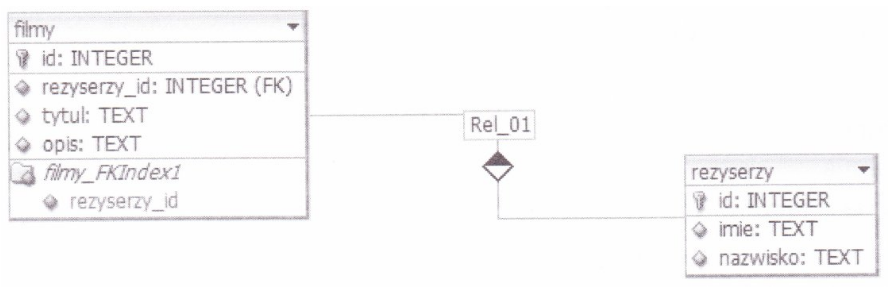 filmy
id: INTEGER
rezyserzy_id: INTEGER (FK)
tytul: TEXT
opis: TEXT
filmy_FKIndex1
rezyserzy_id
Rel_01
rezyserzy
id: INTEGER
imie: TEXT
nazwisko: TEXT